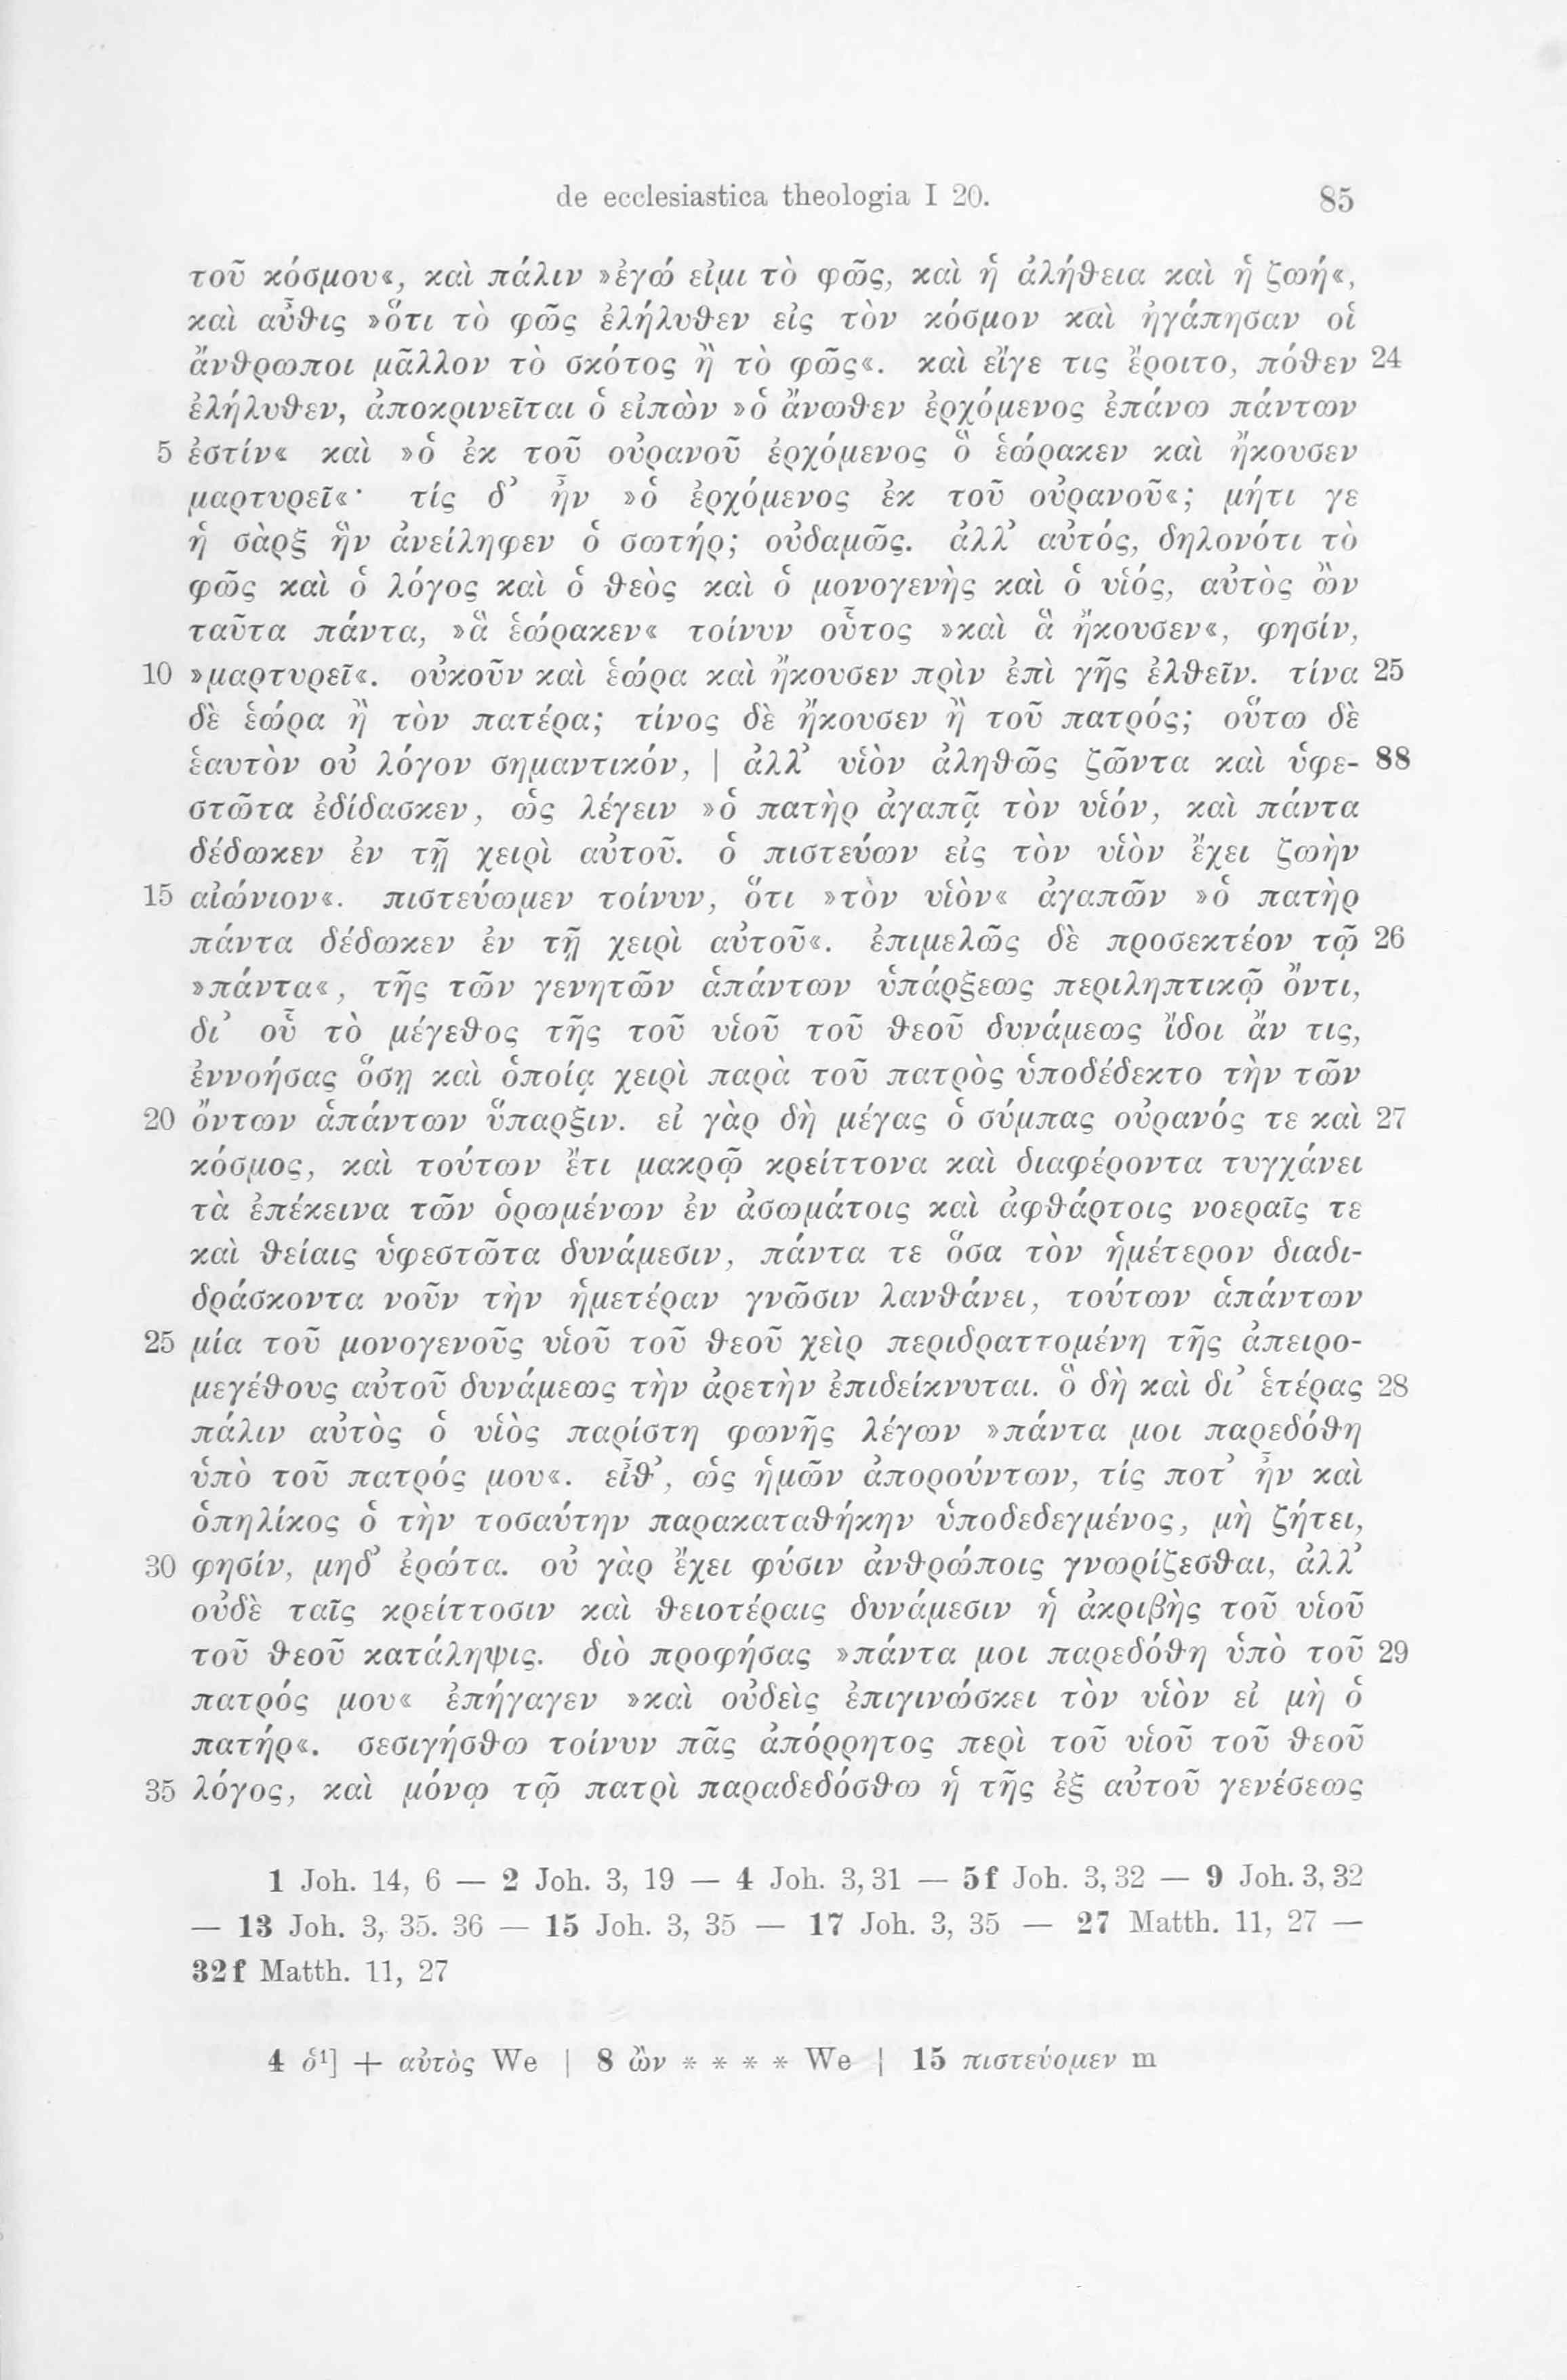 de ecclesiastica theologia I 20. 85
τοῦ κόσμου«, καὶ πάλιν »ἐγώ εἰμι τὸ φῶς, καὶ ἡ ἀλήθεια καὶ ἡ ζωή«,
καὶ αὖθις »ὅτι τὸ φῶς ἐλήλυθεν εἰς τὸν κόσμον καὶ ἠγάπησαν οἱ
ἄνθρωποι μᾶλλον τὸ σκότος ἢ τὸ φῶς«. καὶ εἴγε τις ἔροιτο, πόθεν 24
ἐλήλυθεν, ἀποκρινεῖται ὁ εἰπὼν »ὁ ἄνωθεν ἐρχόμενος ἐπάνω πάντων
5 ἐστίν« καὶ »ὁ ἐκ τοῦ οὐρανοῦ ἐρχόμενος ὃ ἑώρακεν καὶ ἤκουσεν
μαρτυρεῖ«· τίς δ’ ἦν »ὁ ἐρχόμενος ἐκ τοῦ οὐρανοῦ«; μήτι γε
ἡ σὰρξ ἣν ἀνείληφεν ὁ σωτήρ; οὐδαμῶς. ἀλλ’ αὐτός, δηλονότι τὸ
φῶς καὶ ὁ λόγος καὶ ὁ θεὸς καὶ ὁ μονογενὴς καὶ ὁ υἱός, αὐτὸς ὢν
ταῦτα πάντα, »ἃ ἑώρακεν« τοίνυν οὗτος »καὶ ἃ ἤκουσεν«, φησίν,
10 »μαρτυρεῖ«. οὐκοῦν καὶ ἑώρα καὶ ἤκουσεν πρὶν ἐπὶ γῆς ἐλθεῖν. τίνα 25
δὲ ἑώρα ἢ τὸν πατέρα; τίνος δὲ ἤκουσεν ἢ τοῦ πατρός; οὕτω δὲ
ἑαυτὸν οὐ λόγον σημαντικόν, | ἀλλ’ υἱὸν ἀληθῶς ζῶντα καὶ ὑφε- 88
στῶτα ἐδίδασκεν, ὡς λέγειν »ὁ πατὴρ ἀγαπᾷ τὸν υἱόν, καὶ πάντα
δέδωκεν ἐν τῇ χειρὶ αὐτοῦ. ὁ πιστεύων εἰς τὸν υἱὸν ἔχει ζωὴν
15 αἰώνιον«. πιστεύωμεν τοίνυν, ὅτι »τὸν υἱὸν« ἀγαπῶν »ὁ πατὴρ
πάντα δέδωκεν ἐν τῇ χειρὶ αὐτοῦ«. ἐπιμελῶς δὲ προσεκτέον τῷ 26
»πάντα«, τῆς τῶν γενητῶν ἁπάντων ὑπάρξεως περιληπτικῷ ὄντι,
δι’ οὗ τὸ μέγεθος τῆς τοῦ υἱοῦ τοῦ θεοῦ δυνάμεως ἴδοι ἄν τις,
ἐννοήσας ὅσῃ καὶ ὁποίᾳ χειρὶ παρὰ τοῦ πατρὸς ὑποδέδεκτο τὴν τῶν
20 ὄντων ἁπάντων ὕπαρξιν. εἰ γὰρ δὴ μέγας ὁ σύμπας οὐρανός τε καὶ 27
κόσμος, καὶ τούτων ἔτι μακρῷ κρείττονα καὶ διαφέροντα τυγχάνει
τὰ ἐπέκεινα τῶν ὁρωμένων ἐν ἀσωμάτοις καὶ ἀφθάρτοις νοεραῖς τε
καὶ θείαις ὑφεστῶτα δυνάμεσιν, πάντα τε ὅσα τὸν ἡμέτερον διαδι-
δράσκοντα νοῦν τὴν ἡμετέραν γνῶσιν λανθάνει, τούτων ἁπάντων
25 μία τοῦ μονογενοῦς υἱοῦ τοῦ θεοῦ χεὶρ περιδραττομένη τῆς ἀπειρο-
μεγέθους αὐτοῦ δυνάμεως τὴν ἀρετὴν ἐπιδείκνυται. ὃ δὴ καὶ δι’ ἑτέρας 28
πάλιν αὐτὸς ὁ υἱὸς παρίστη φωνῆς λέγων »πάντα μοι παρεδόθη
ὑπὸ τοῦ πατρός μου«. εἶθ’, ὡς ἡμῶν ἀπορούντων, τίς ποτ’ ἦν καὶ
ὁπηλίκος ὁ τὴν τοσαύτην παρακαταθήκην ὑποδεδεγμένος, μὴ ζήτει,
30 φησίν, μηδ’ ἐρώτα. οὐ γὰρ ἔχει φύσιν ἀνθρώποις γνωρίζεσθαι, ἀλλ’
οὐδὲ ταῖς κρείττοσιν καὶ θειοτέραις δυνάμεσιν ἡ ἀκριβὴς τοῦ υἱοῦ
τοῦ θεοῦ κατάληψις. διὸ προφήσας »πάντα μοι παρεδόθη ὑπὸ τοῦ 29
πατρός μου« ἐπήγαγεν »καὶ οὐδεὶς ἐπιγινώσκει τὸν υἱὸν εἰ μὴ ὁ
πατήρ«. σεσιγήσθω τοίνυν πᾶς ἀπόρρητος περὶ τοῦ υἱοῦ τοῦ θεοῦ
35 λόγος, καὶ μόνῳ τῷ πατρὶ παραδεδόσθω ἡ τῆς ἐξ αὐτοῦ γενέσεως
1 Joh. 14, 6 — 2 Joh. 3, 19 — 4 Joh. 3, 31 — 5f Joh. 3, 32 — 9 Joh. 3, 32
— 13 Joh. 3, 35. 36 — 15 Joh. 3, 35 — 17 Joh. 3, 35 — 27 Matth. 11, 27 —
32f Matth. 11, 27
4 ὁ¹] + αὐτὸς We | 8 ὢν * * * * We | 15 πιστεύομεν m